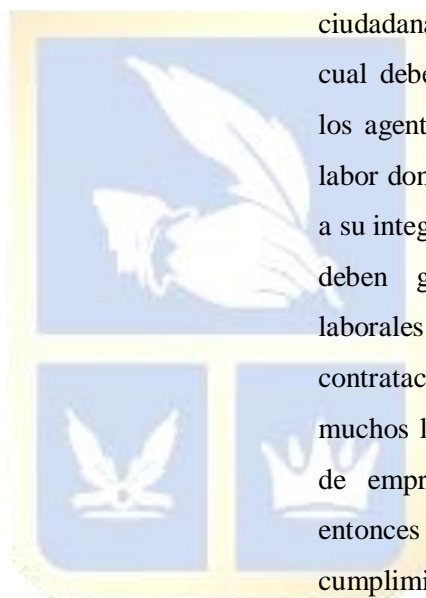 ciudadana
cual debe
los agent
labor don
a su integ
deben g
laborales
contratac
muchos l
de empr
entonces
cumplimi